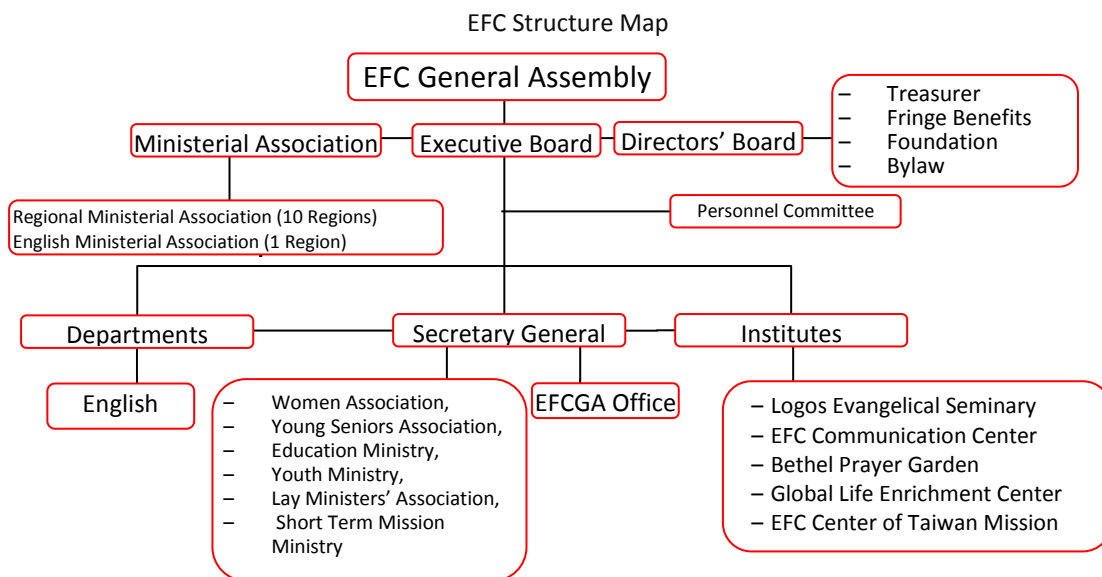 EFC Structure Map
EFC General Assembly
Ministerial Association
Executive Board
Directors’ Board
– Treasurer
– Fringe Benefits
– Foundation
– Bylaw
Regional Ministerial Association (10 Regions)
English Ministerial Association (1 Region)
Personnel Committee
Departments
Secretary General
Institutes
English
– Women Association,
– Young Seniors Association,
– Education Ministry,
– Youth Ministry,
– Lay Ministers’ Association,
– Short Term Mission
Ministry
EFCGA Office
– Logos Evangelical Seminary
– EFC Communication Center
– Bethel Prayer Garden
– Global Life Enrichment Center
– EFC Center of Taiwan Mission